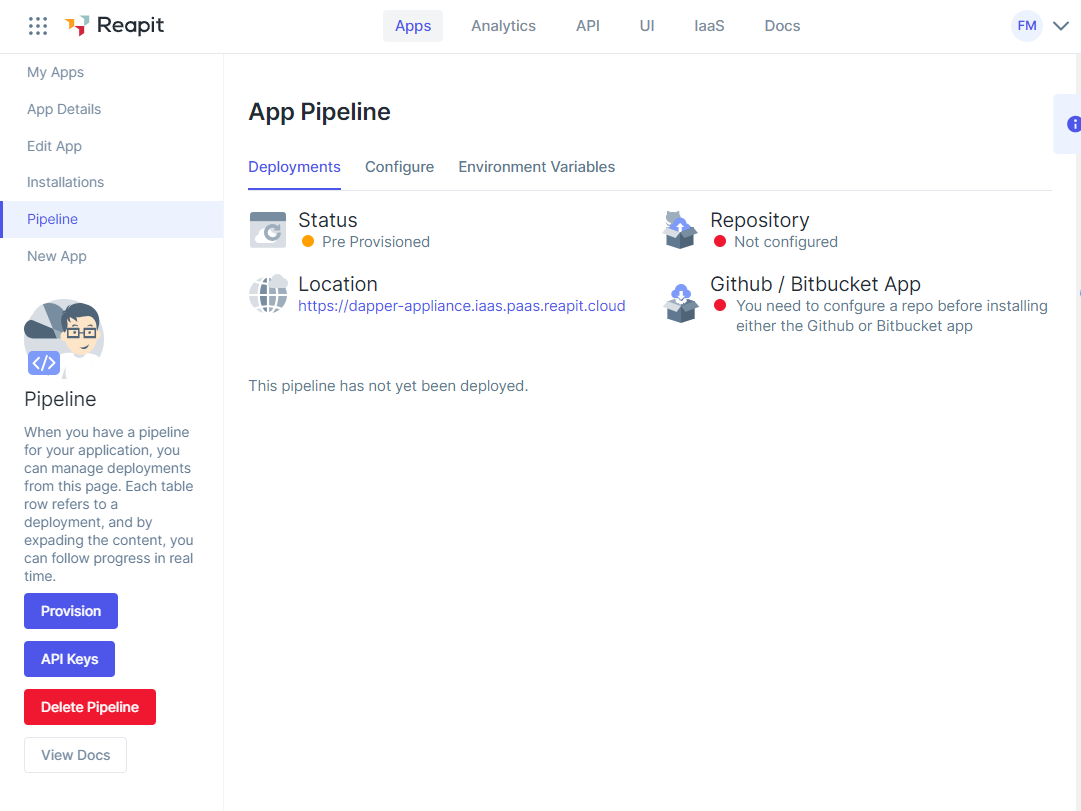 Reapit
Apps
Analytics
API
UI
IaaS
Docs
FM
My Apps
App Details
Edit App
Installations
Pipeline
New App
</>
Pipeline
When you have a pipeline
for your application, you
can manage deployments
from this page. Each table
row refers to a
deployment, and by
expading the content, you
can follow progress in real
time.
Provision
API Keys
Delete Pipeline
View Docs
App Pipeline
Deployments
Configure
Environment Variables
Status
Pre Provisioned
Repository
Not configured
Location
https://dapper-appliance.iaas.paas.reapit.cloud
Github / Bitbucket App
You need to confgure a repo before installing
either the Github or Bitbucket app
This pipeline has not yet been deployed.